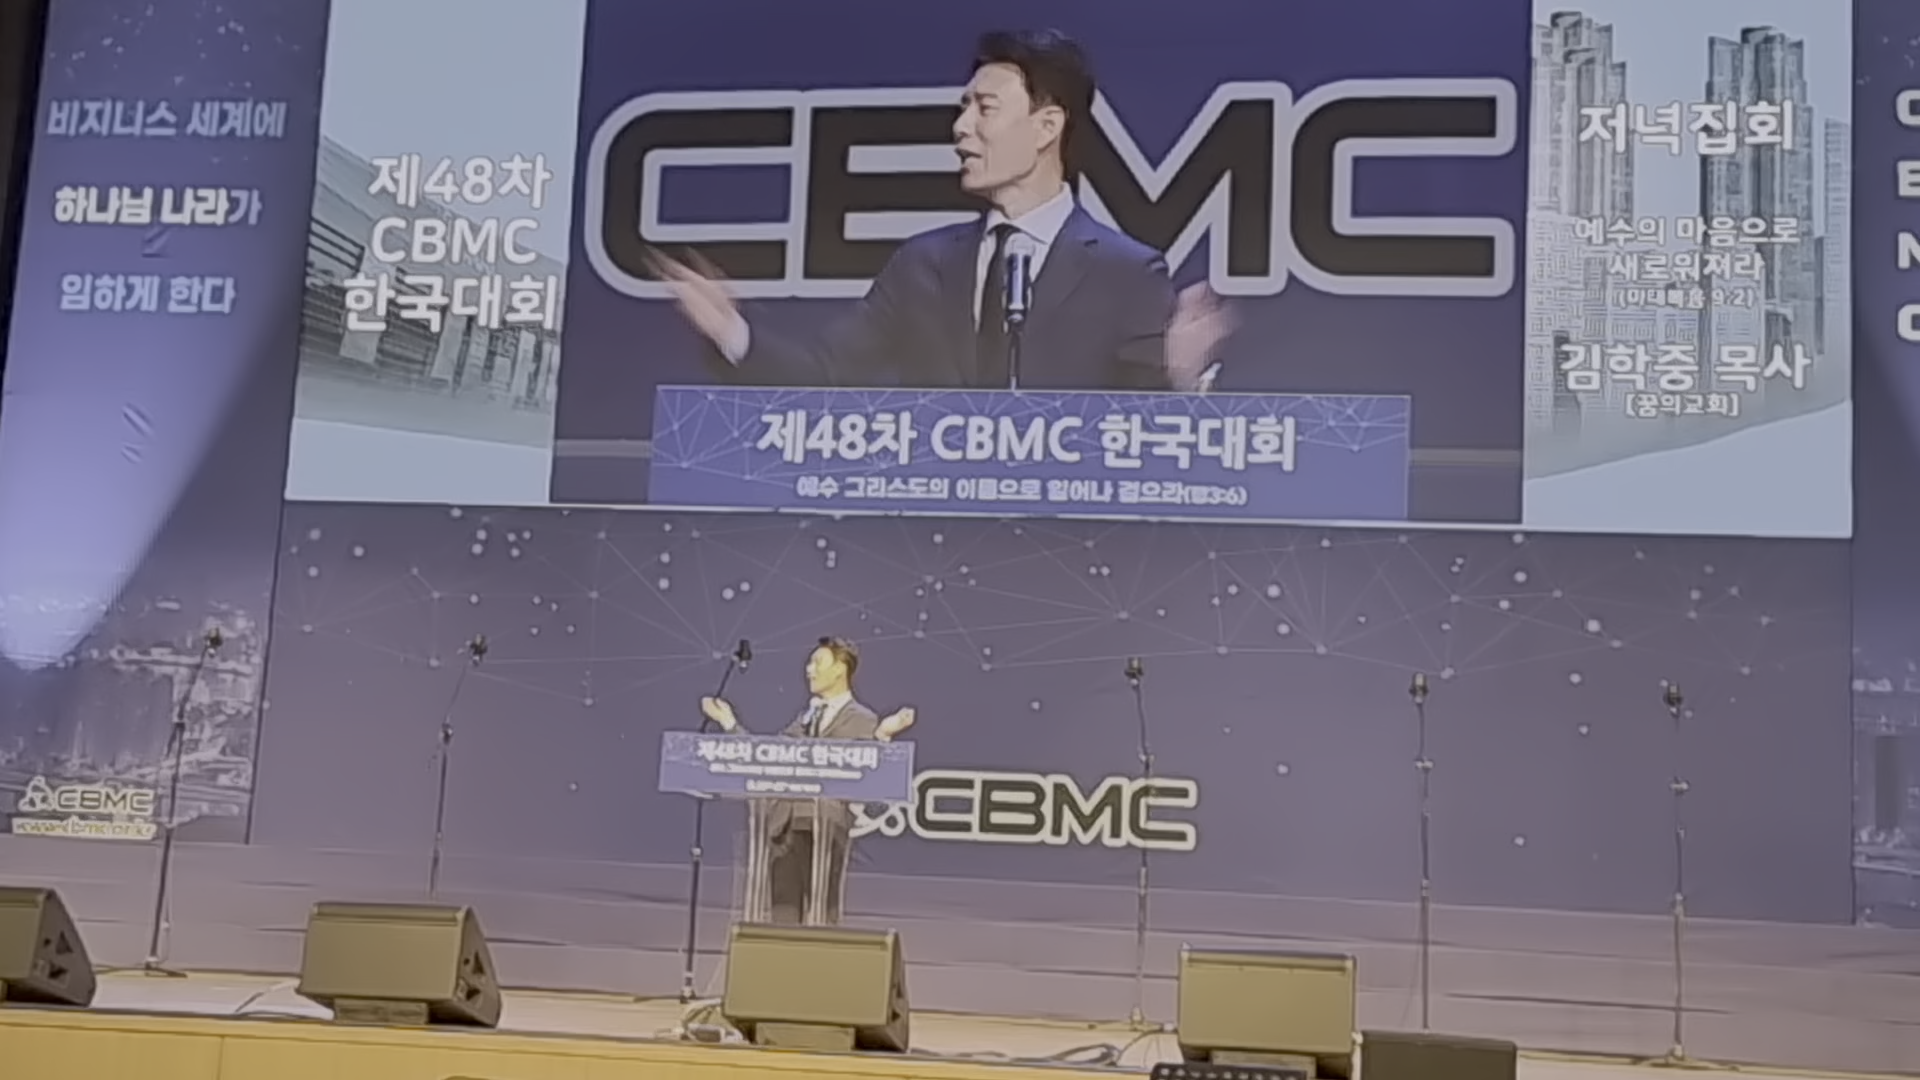 비지니스 세계에
하나님 나라가
임하게 한다
제48차
CBMC
한국대회
CBMC
제48차 CBMC 한국대회
예수 그리스도의 이름으로 일어나 걸으라(행3:6)
저녁집회
예수의 마음으로
새로워져라
김학중 목사
[꿈의교회]
제48차 CBMC 한국대회
CBMC
CBMC